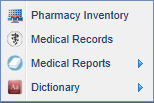 Pharmacy Inventory
Medical Records
Medical Reports
Dictionary